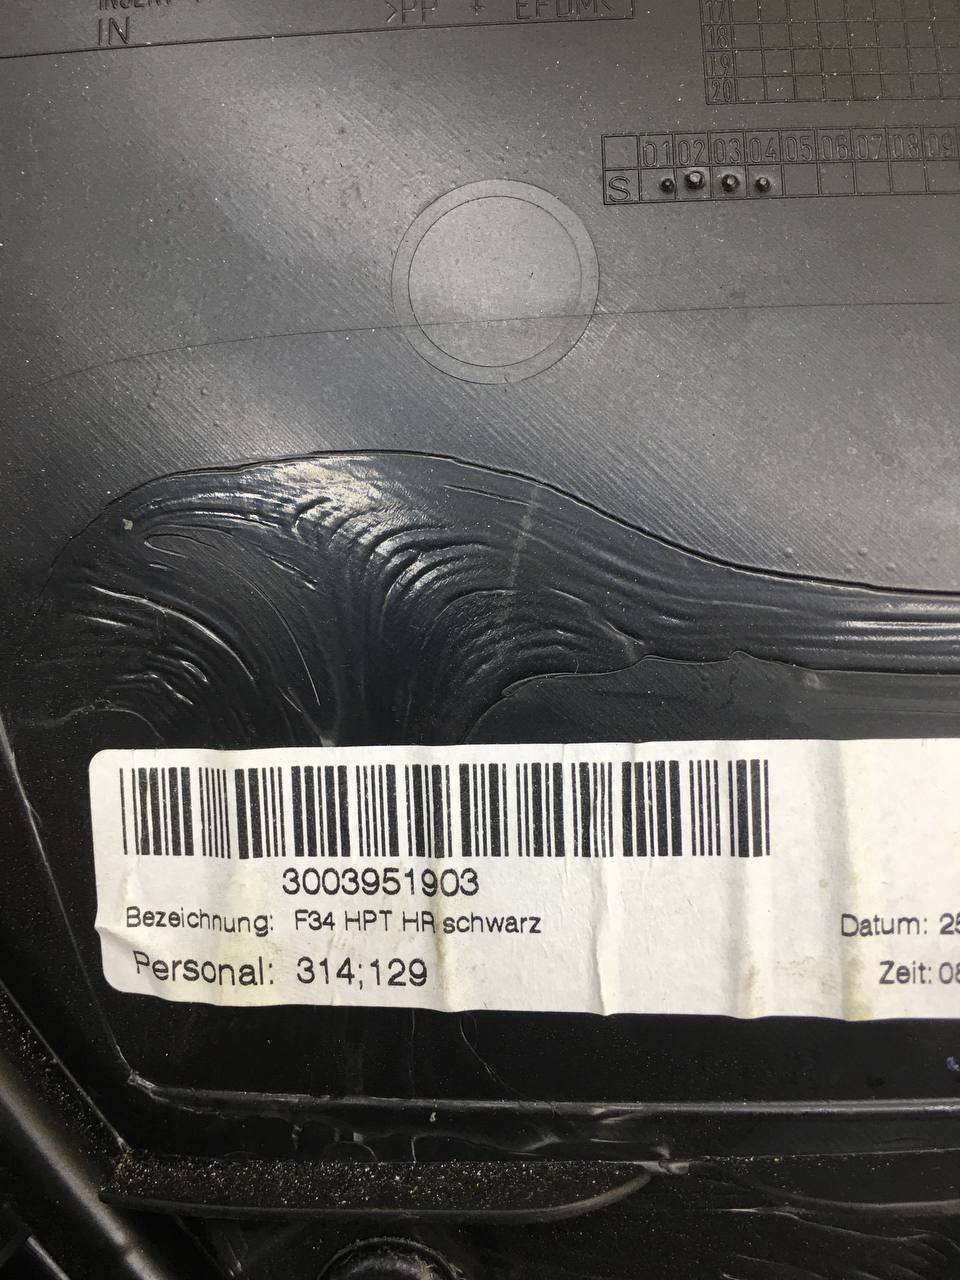 IN
>PP + EPDM<
17
18
19
20
01 02 03 04 05 06 07 08 09
S
3003951903
Bezeichnung: F34 HPT HR schwarz
Datum: 25
Personal: 314;129
Zeit: 08